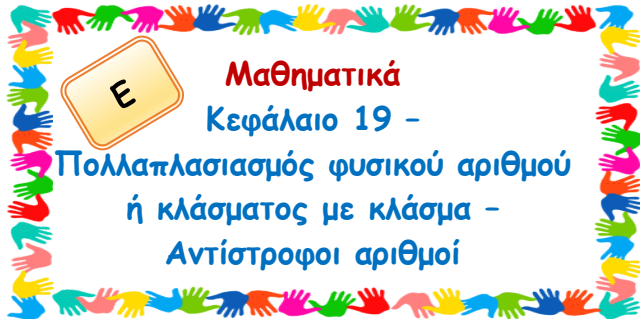 Ε
Μαθηματικά
Κεφάλαιο 19 –
Πολλαπλασιασμός φυσικού αριθμού
ή κλάσματος με κλάσμα –
Αντίστροφοι αριθμοί